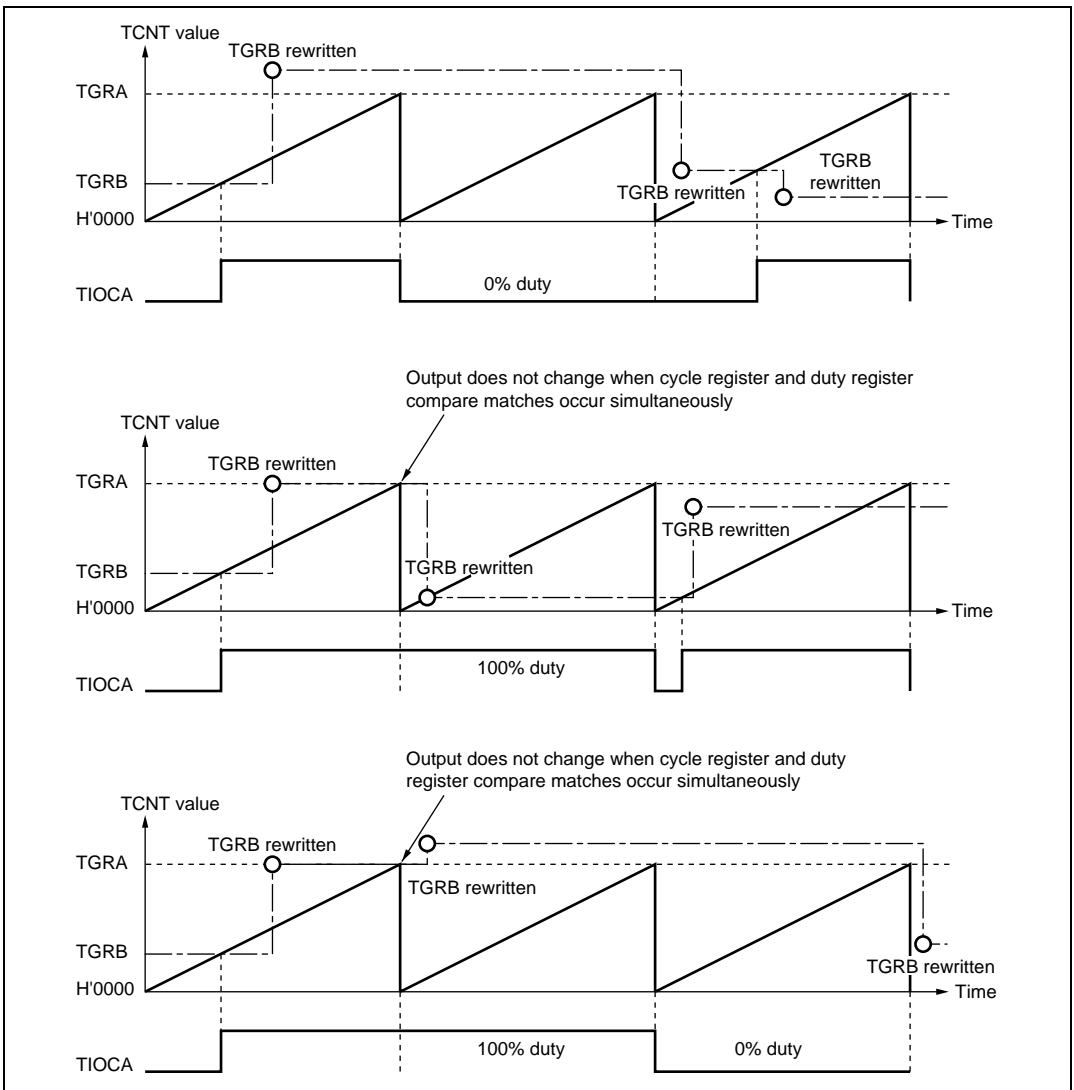 TCNT value
TGRB rewritten
TGRA
TGRB
rewritten
TGRB
TGRB rewritten
H'0000
Time
0% duty
TIOCA
Output does not change when cycle register and duty register
compare matches occur simultaneously
TCNT value
TGRB rewritten
TGRA
TGRB rewritten
TGRB rewritten
TGRB
H'0000
Time
100% duty
TIOCA
Output does not change when cycle register and duty
register compare matches occur simultaneously
TCNT value
TGRB rewritten
TGRA
TGRB rewritten
TGRB
TGRB rewritten
H'0000
Time
100% duty
0% duty
TIOCA